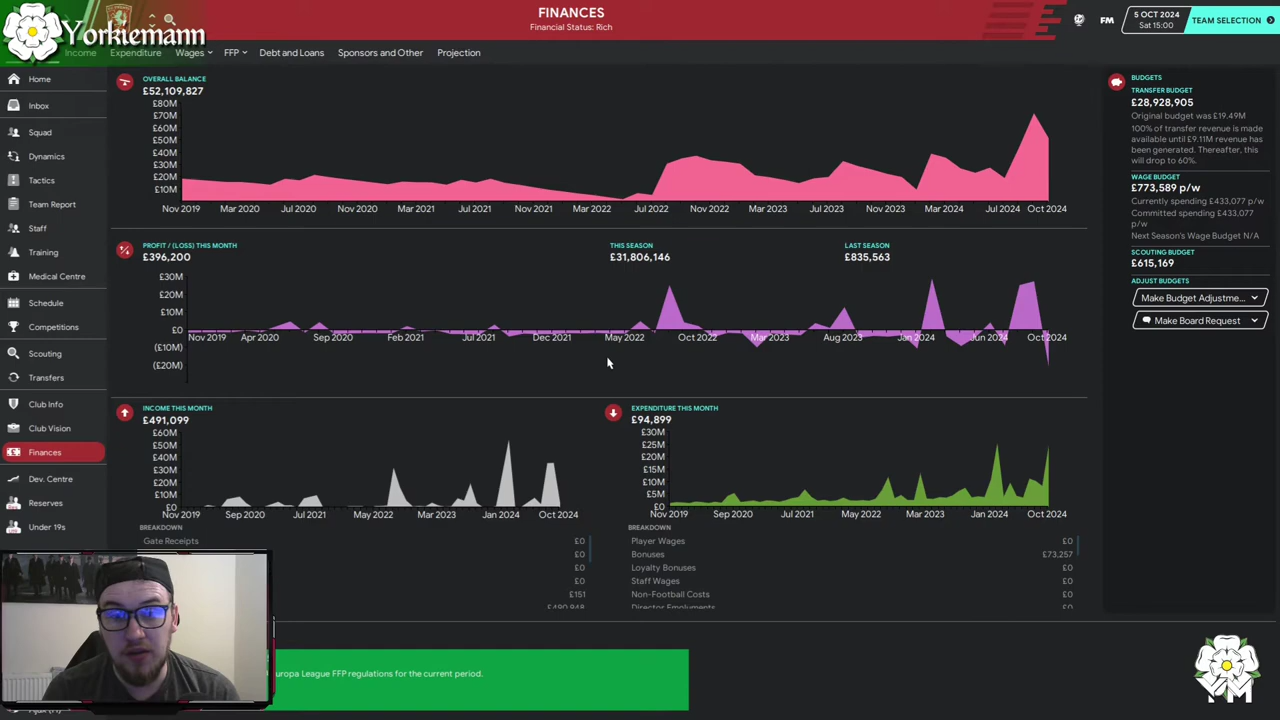 Yorkiemann
FINANCES
Financial Status: Rich
FM
5 OCT 2024
Sat 15:00
TEAM SELECTION
Income
Expenditure
Wages
FFP
Debt and Loans
Sponsors and Other
Projection
Home
Inbox
Squad
Dynamics
Tactics
Team Report
Staff
Training
Medical Centre
Schedule
Competitions
Scouting
Transfers
Club Info
Club Vision
Finances
Dev. Centre
Reserves
Under 19s
OVERALL BALANCE
£52,109,827
£80M
£70M
£60M
£50M
£40M
£30M
£20M
£10M
Nov 2019 Mar 2020 Jul 2020 Nov 2020 Mar 2021 Jul 2021 Nov 2021 Mar 2022 Jul 2022 Nov 2022 Mar 2023 Jul 2023 Nov 2023 Mar 2024 Jul 2024 Oct 2024
PROFIT / (LOSS) THIS MONTH
£396,200
THIS SEASON
£31,806,146
LAST SEASON
£835,563
£30M
£20M
£10M
£0
(£10M)
(£20M)
Nov 2019 Apr 2020 Sep 2020 Feb 2021 Jul 2021 Dec 2021 May 2022 Oct 2022 Mar 2023 Aug 2023 Jan 2024 Jun 2024 Oct 2024
INCOME THIS MONTH
£491,099
£60M
£50M
£40M
£30M
£20M
£10M
£0
Nov 2019 Sep 2020 Jul 2021 May 2022 Mar 2023 Jan 2024 Oct 2024
BREAKDOWN
Gate Receipts £0
£0
£0
£151
£490,948
EXPENDITURE THIS MONTH
£94,899
£30M
£25M
£20M
£15M
£10M
£5M
£0
Nov 2019 Sep 2020 Jul 2021 May 2022 Mar 2023 Jan 2024 Oct 2024
BREAKDOWN
Player Wages £0
Bonuses £73,257
Loyalty Bonuses £0
Staff Wages £0
Non-Football Costs £0
Director Emoluments £0
BUDGETS
TRANSFER BUDGET
£28,928,905
Original budget was £19.49M
100% of transfer revenue is made
available until £9.11M revenue has
been generated. Thereafter, this
will drop to 60%.
WAGE BUDGET
£773,589 p/w
Currently spending £433,077 p/w
Committed spending £433,077
p/w
Next Season's Wage Budget N/A
SCOUTING BUDGET
£615,169
ADJUST BUDGETS
Make Budget Adjustme...
Make Board Request
uropa League FFP regulations for the current period.
YM